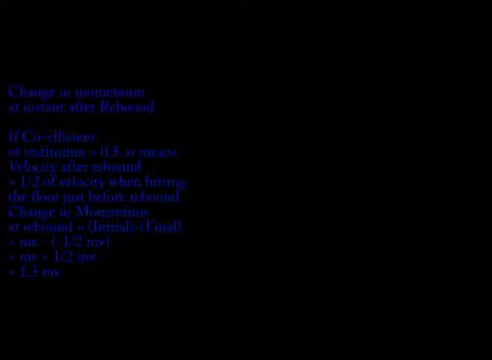 Change in momentum
at instant after Rebound
If Co-efficient
of restitution = 0.5, it means
Velocity after rebound
= 1/2 of velocity when hitting
the floor just before rebound
Change in Momentum
at rebound = (Initial)-(Final)
= mv - (-1/2 mv)
= mv + 1/2 mv
= 1.5 mv